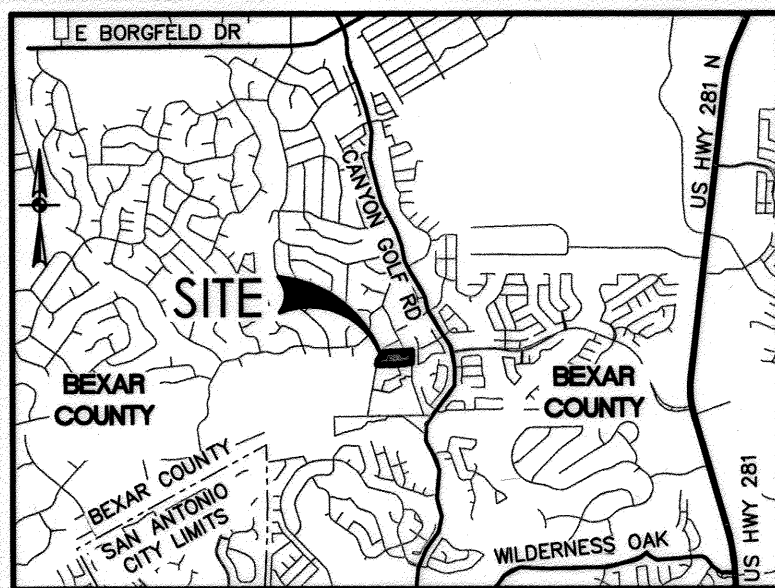 E BORGFELD DR
US HWY 281 N
CANYON GOLF RD
SITE
BEXAR
COUNTY
BEXAR
COUNTY
BEXAR COUNTY
SAN ANTONIO
CITY LIMITS
WILDERNESS OAK
US HWY 281